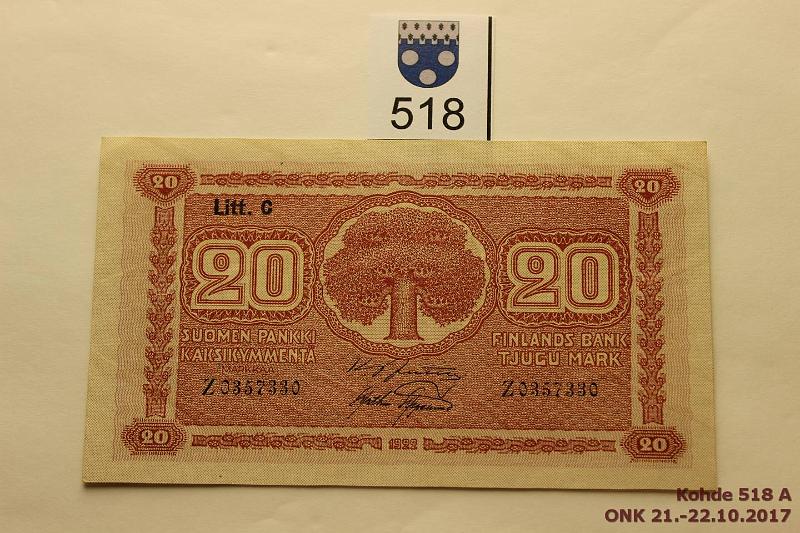 518
20 20
Litt. C
20 20
SUOMEN PANKKI
KAKSIKYMMENTÄ
MARKKAA
FINLANDS BANK
TJUGU MARK
Z0357330 Z0357330
20 1922 20
Kohde 518 A
ONK 21.-22.10.2017